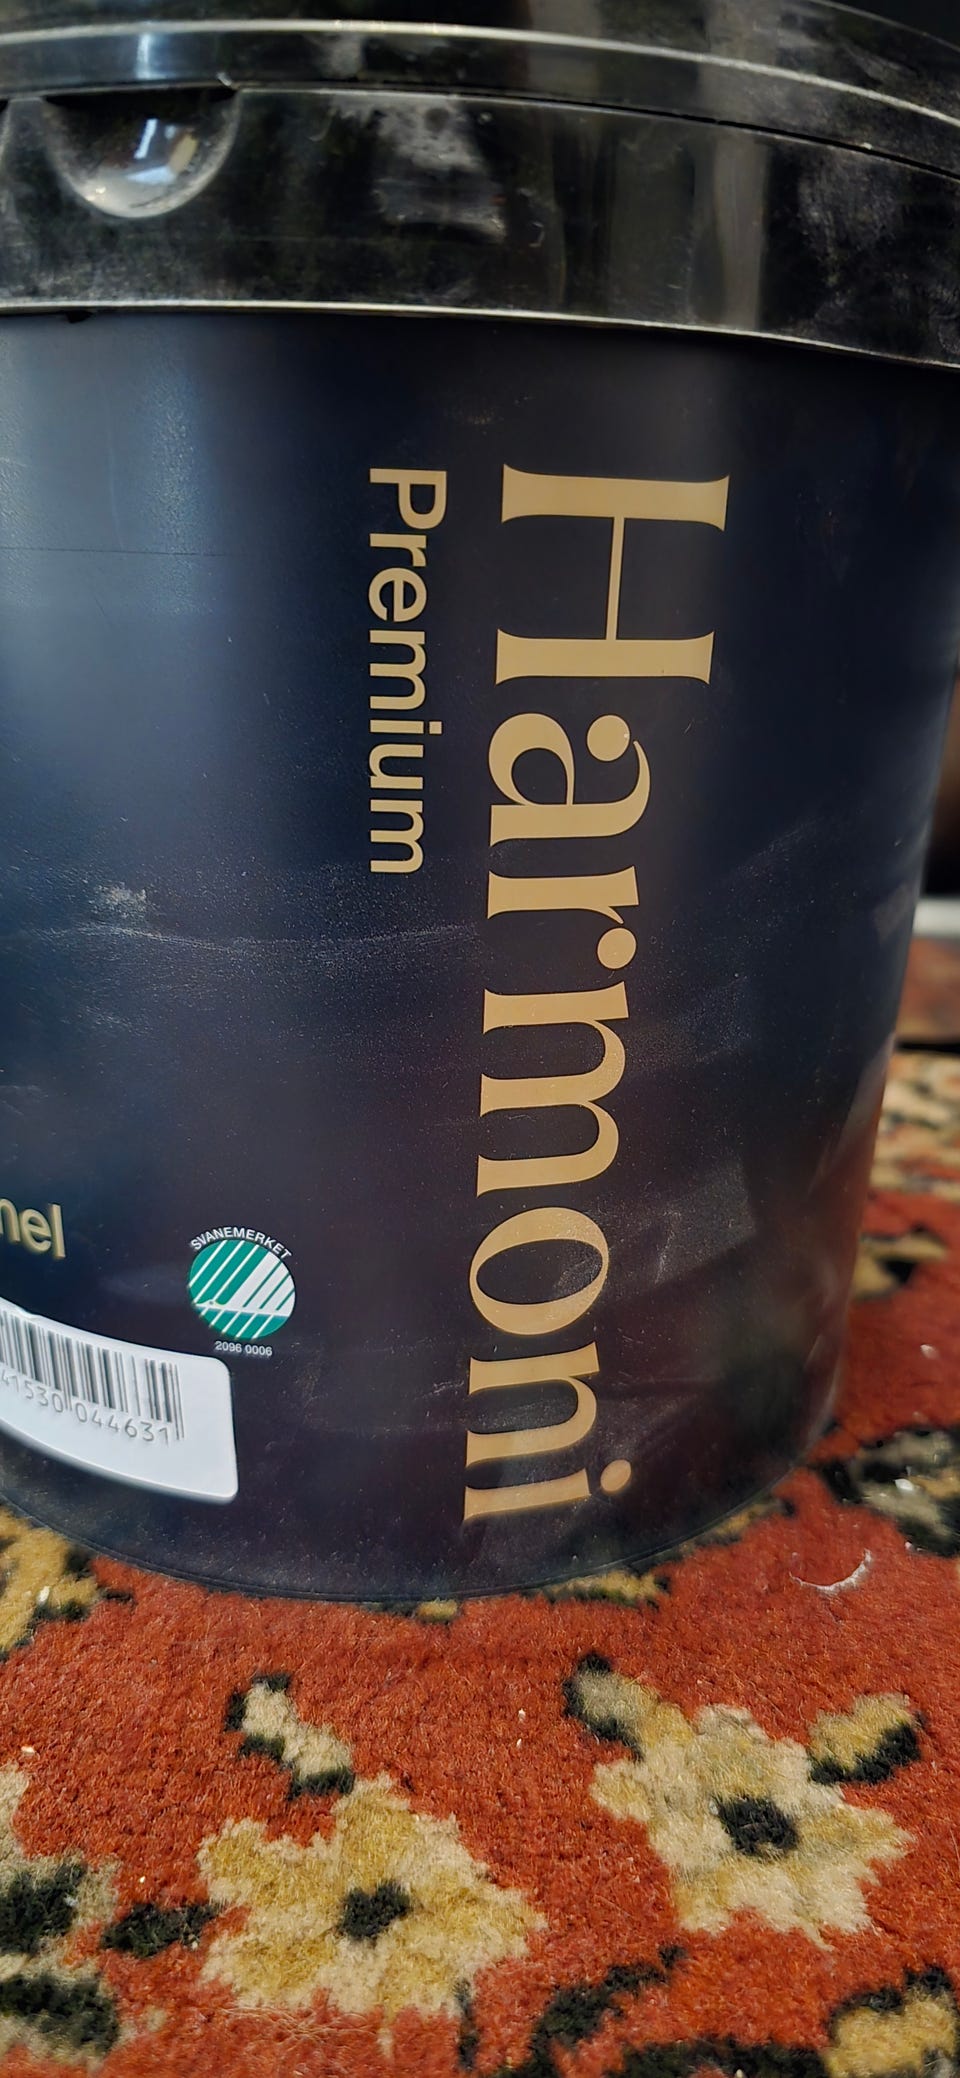 Harmoni
Premium
nel
SVANEMERKET
2096 0006
41530 044631